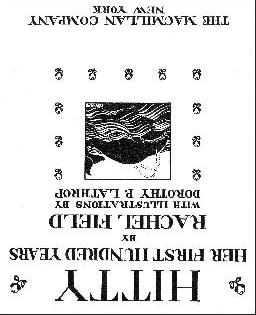 HITTY
HER FIRST HUNDRED YEARS
BY
RACHEL FIELD
WITH ILLUSTRATIONS BY
DOROTHY P. LATHROP
THE MACMILLAN COMPANY
NEW YORK